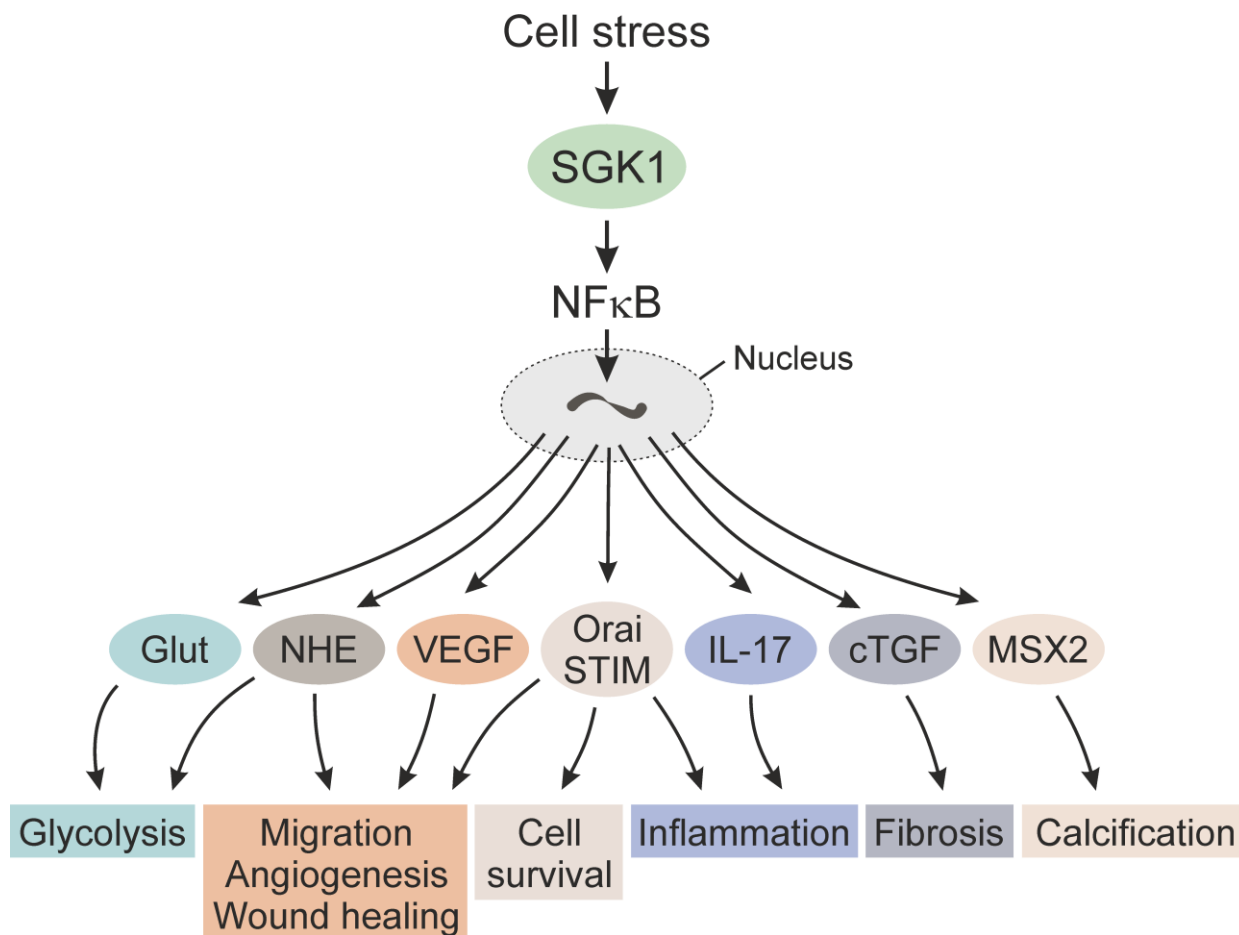 Cell stress
SGK1
NFκB
Nucleus
Glut
NHE
VEGF
Orai
STIM
IL-17
cTGF
MSX2
Glycolysis
Migration
Angiogenesis
Wound healing
Cell
survival
Inflammation
Fibrosis
Calcification